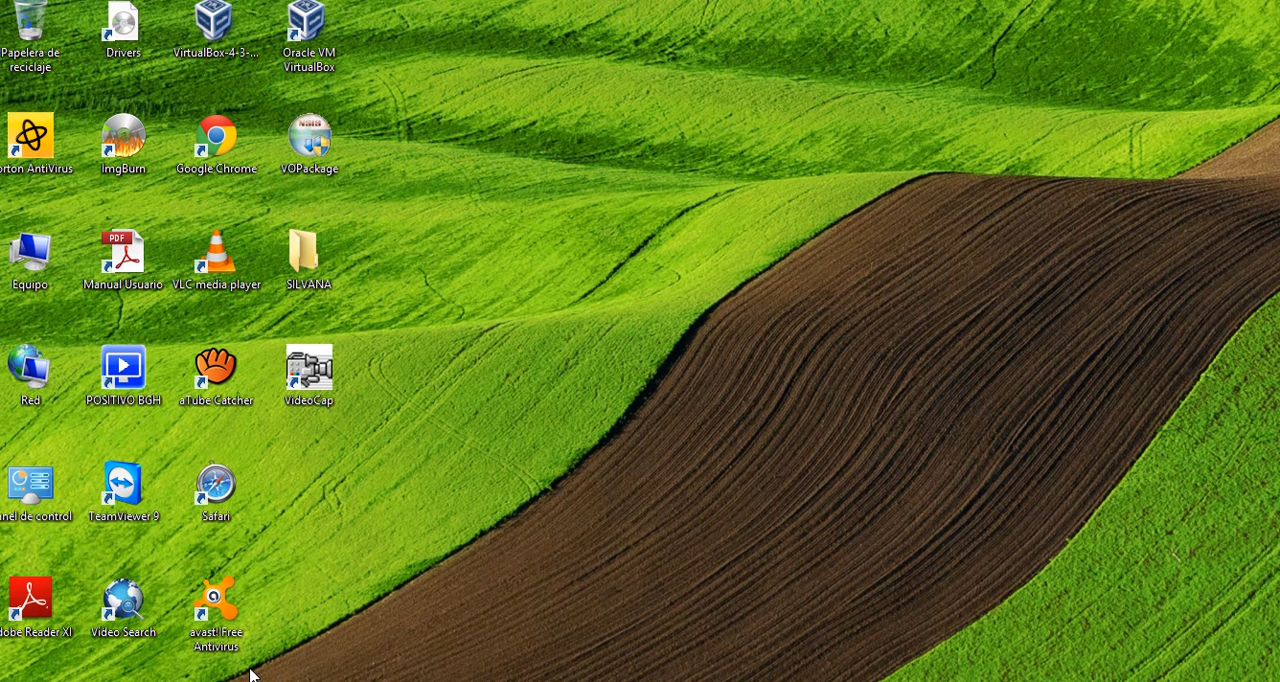 Papelera de
reciclaje
Drivers
VirtualBox-4-3-...
Oracle VM
VirtualBox
orton AntiVirus
ImgBurn
Google Chrome
VOPackage
Equipo
PDF
Manual Usuario
VLC media player
SILVANA
Red
POSITIVO BGH
aTube Catcher
VideoCap
nel de control
TeamViewer 9
Safari
dobe Reader XI
Video Search
avast! Free
Antivirus